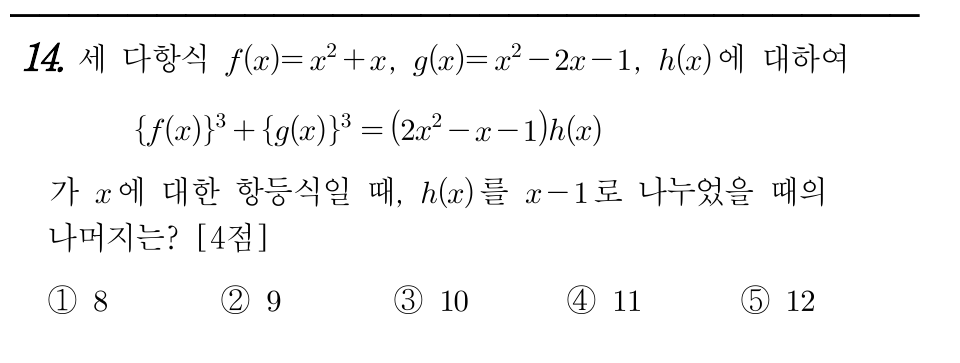 14. 세 다항식 f(x)=x²+x, g(x)=x²−2x−1, h(x)에 대하여
{f(x)}³+{g(x)}³=(2x²−x−1)h(x)
가 x에 대한 항등식일 때, h(x)를 x−1로 나누었을 때의
나머지는? [4점]
① 8 ② 9 ③ 10 ④ 11 ⑤ 12